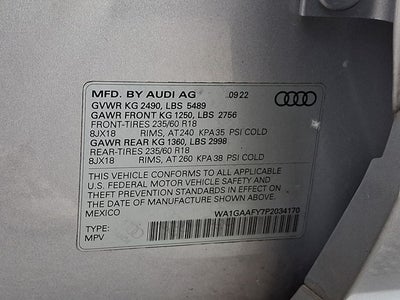 MFD. BY AUDI AG 09 22
GVWR KG 2490, LBS 5489
GAWR FRONT KG 1250, LBS 2756
FRONT-TIRES 235/60 R18
8JX18 RIMS, AT 240 KPA 35 PSI COLD
GAWR REAR KG 1360, LBS 2998
REAR-TIRES 235/60 R18
8JX18 RIMS, AT 260 KPA 38 PSI COLD
THIS VEHICLE CONFORMS TO ALL APPLICABLE
U.S. FEDERAL MOTOR VEHICLE SAFETY AND THEFT
PREVENTION STANDARDS IN EFFECT ON THE
DATE OF MANUFACTURE SHOWN ABOVE.
MEXICO WA1GAAFY7P2034170
TYPE:
MPV